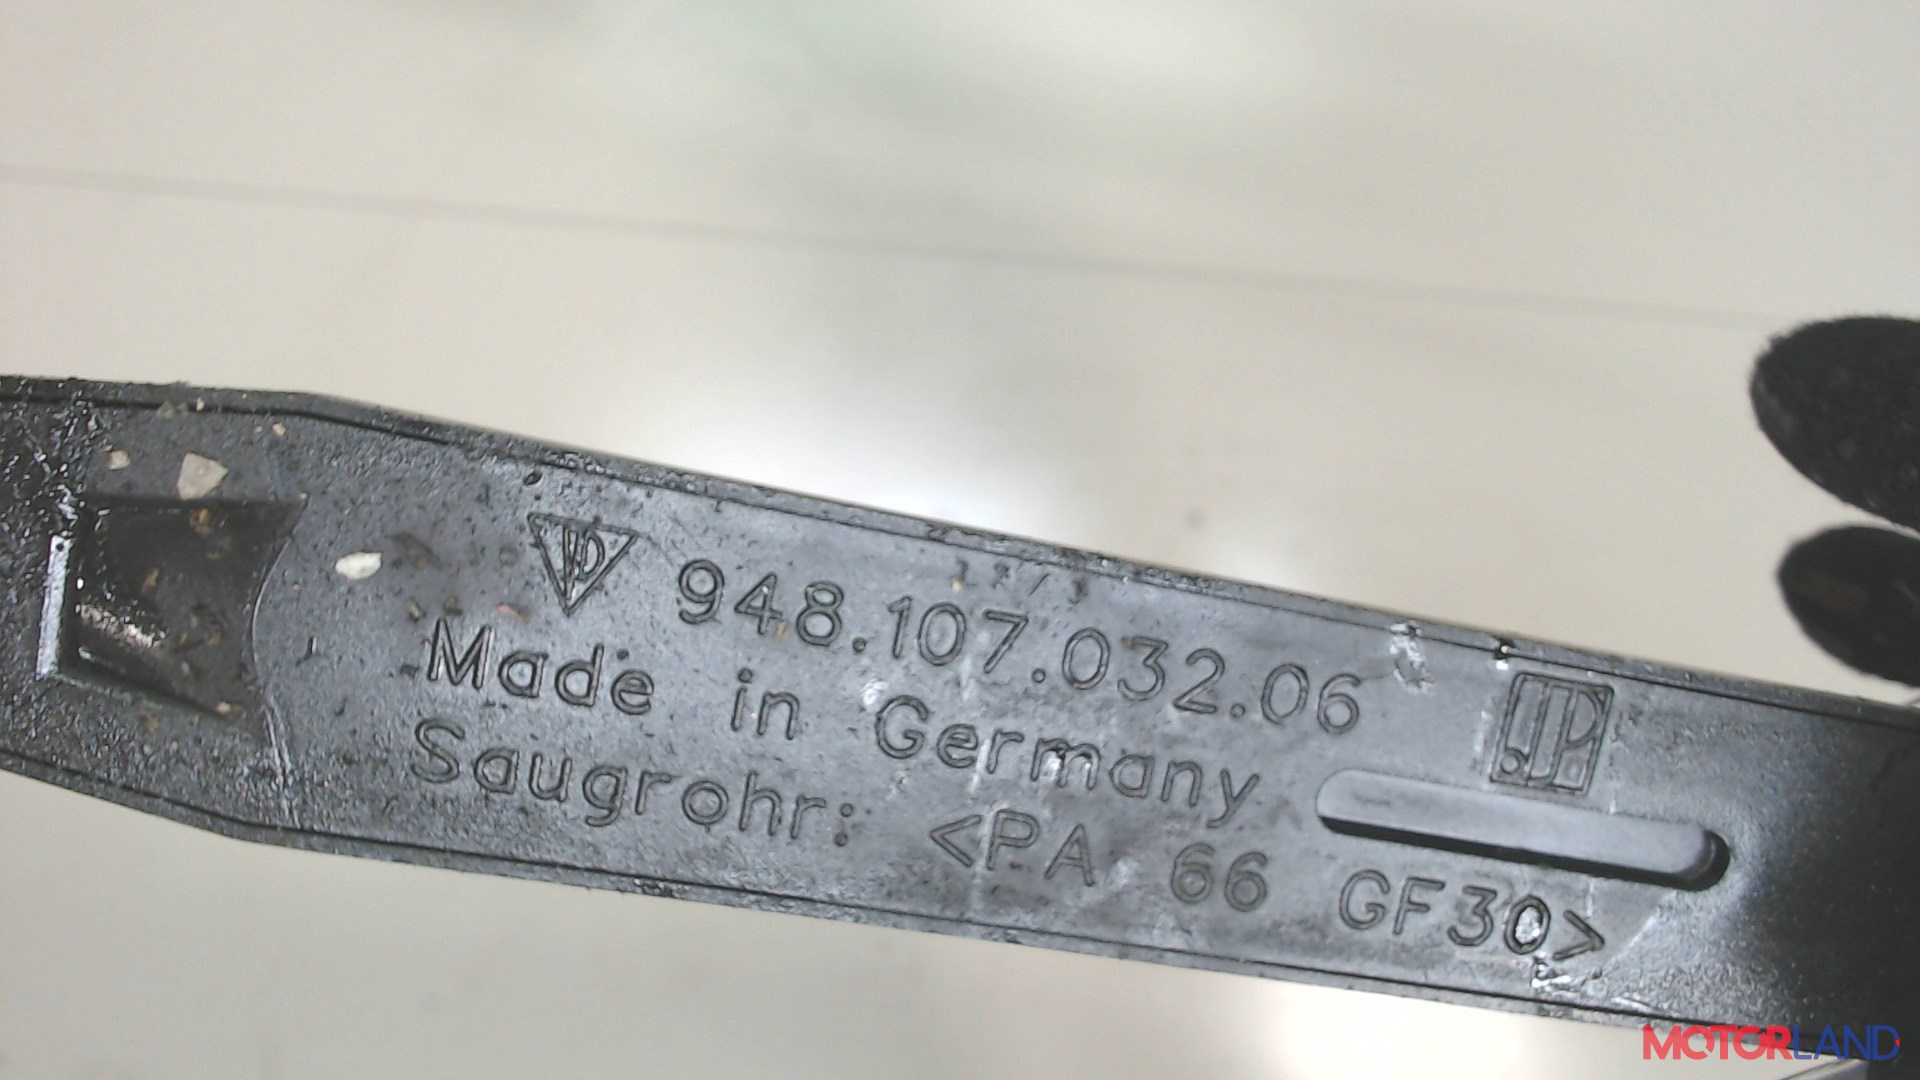 948.107.032.06
Made in Germany
Saugrohr: <PA 66 GF30>
MOTORLAND